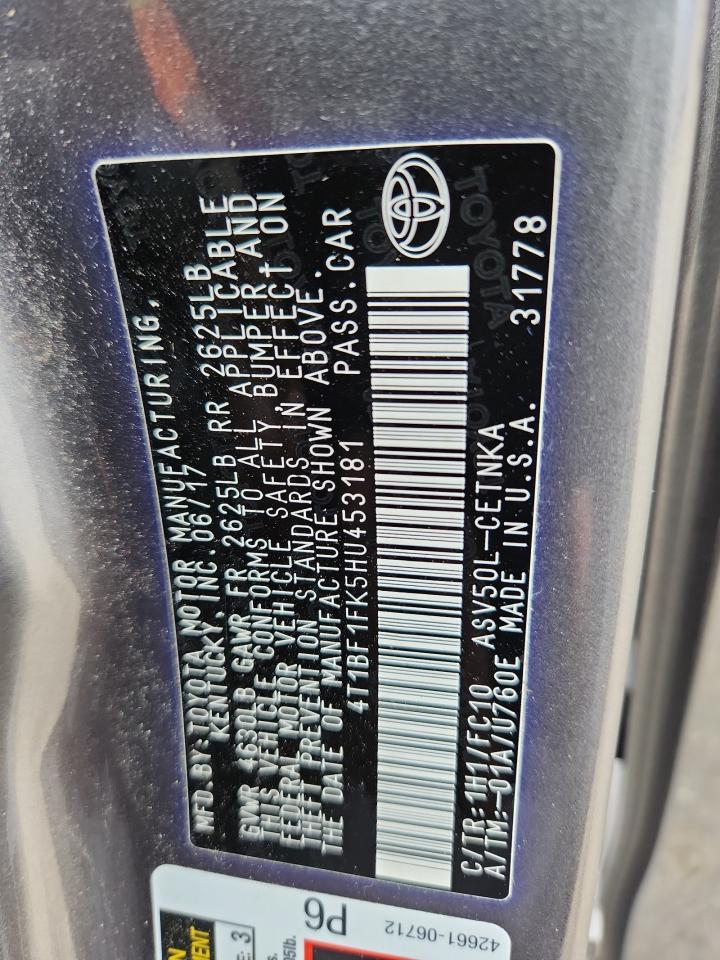 MFD BY:TOYOTA MOTOR MANUFACTURING,
KENTUCKY, INC. 06/17
GVWR 4630LB GAWR FR 2625LB RR 2625LB
THIS VEHICLE CONFORMS TO ALL APPLICABLE
FEDERAL MOTOR VEHICLE SAFETY, BUMPER, AND
THEFT PREVENTION STANDARDS IN EFFECT ON
THE DATE OF MANUFACTURE SHOWN ABOVE.
4T1BF1FK5HU453181 PASS.CAR
C/TR:1H1/FC10 ASV50L-CETNKA
A/TM:-01A/U760E MADE IN U.S.A. 31778
TOYOTA
P6
42661-06712